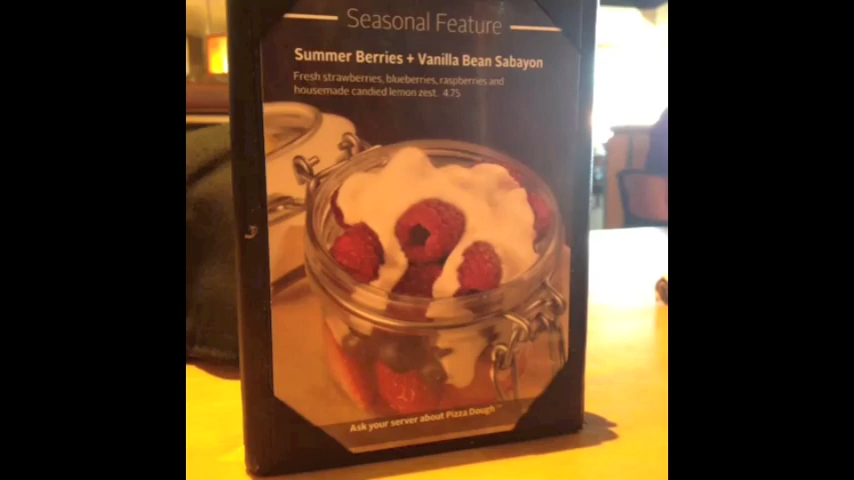 Seasonal Feature
Summer Berries + Vanilla Bean Sabayon
Fresh strawberries, blueberries, raspberries and
housemade candied lemon zest. 4.75
Ask your server about Pizza Dough™